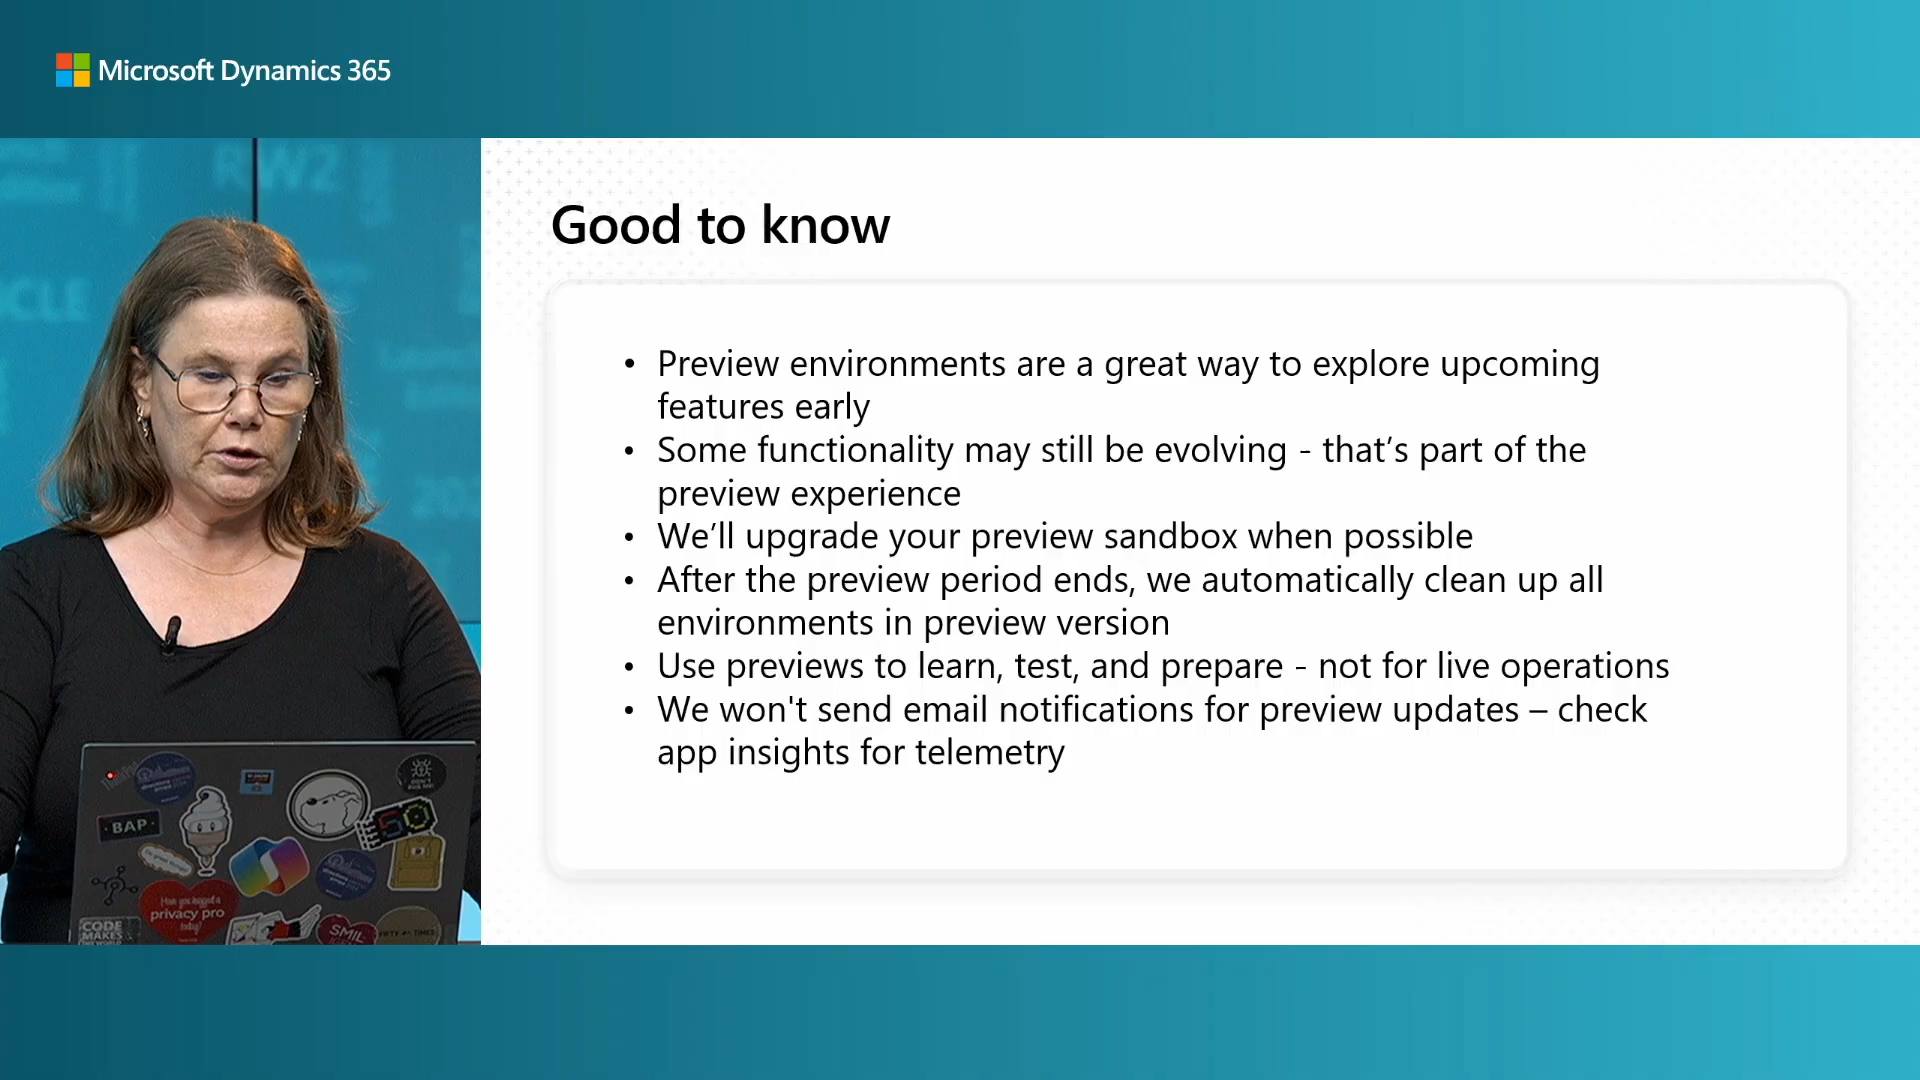 Microsoft Dynamics 365
RW2
Good to know
• Preview environments are a great way to explore upcoming
features early
• Some functionality may still be evolving - that’s part of the
preview experience
• We’ll upgrade your preview sandbox when possible
• After the preview period ends, we automatically clean up all
environments in preview version
• Use previews to learn, test, and prepare - not for live operations
• We won't send email notifications for preview updates – check
app insights for telemetry
BAP
50
privacy pro
CODE
MAKES
SMIL